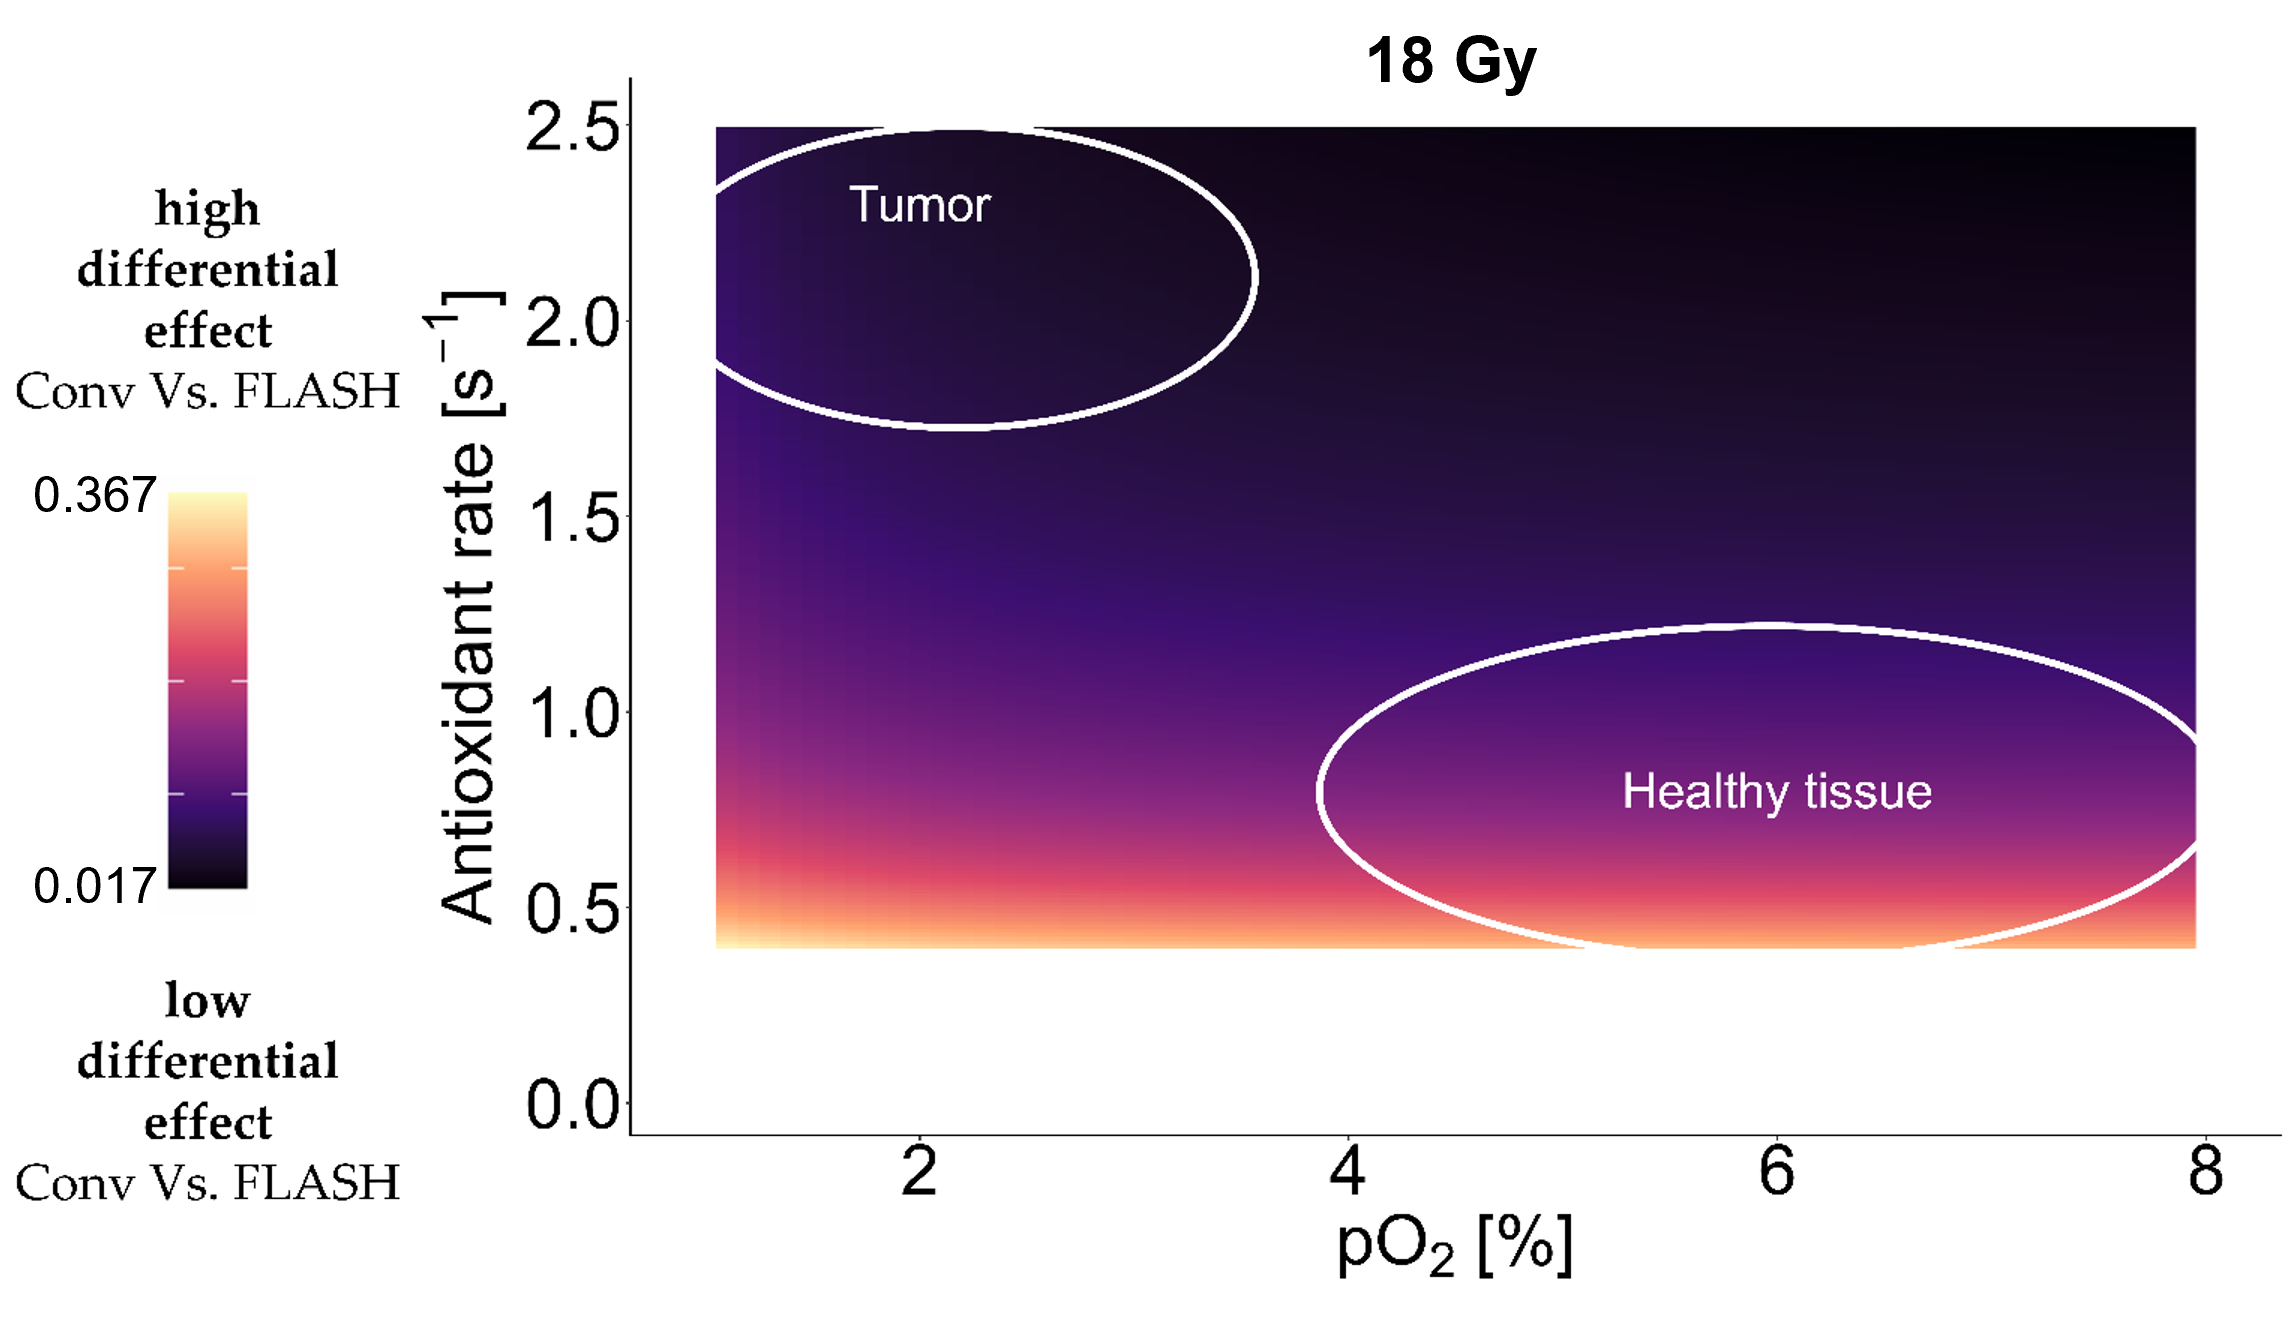 18 Gy
high
differential
effect
Conv Vs. FLASH
0.367
0.017
low
differential
effect
Conv Vs. FLASH
Antioxidant rate [s⁻¹]
2.5
2.0
1.5
1.0
0.5
0.0
Tumor
Healthy tissue
2 4 6 8
pO₂ [%]